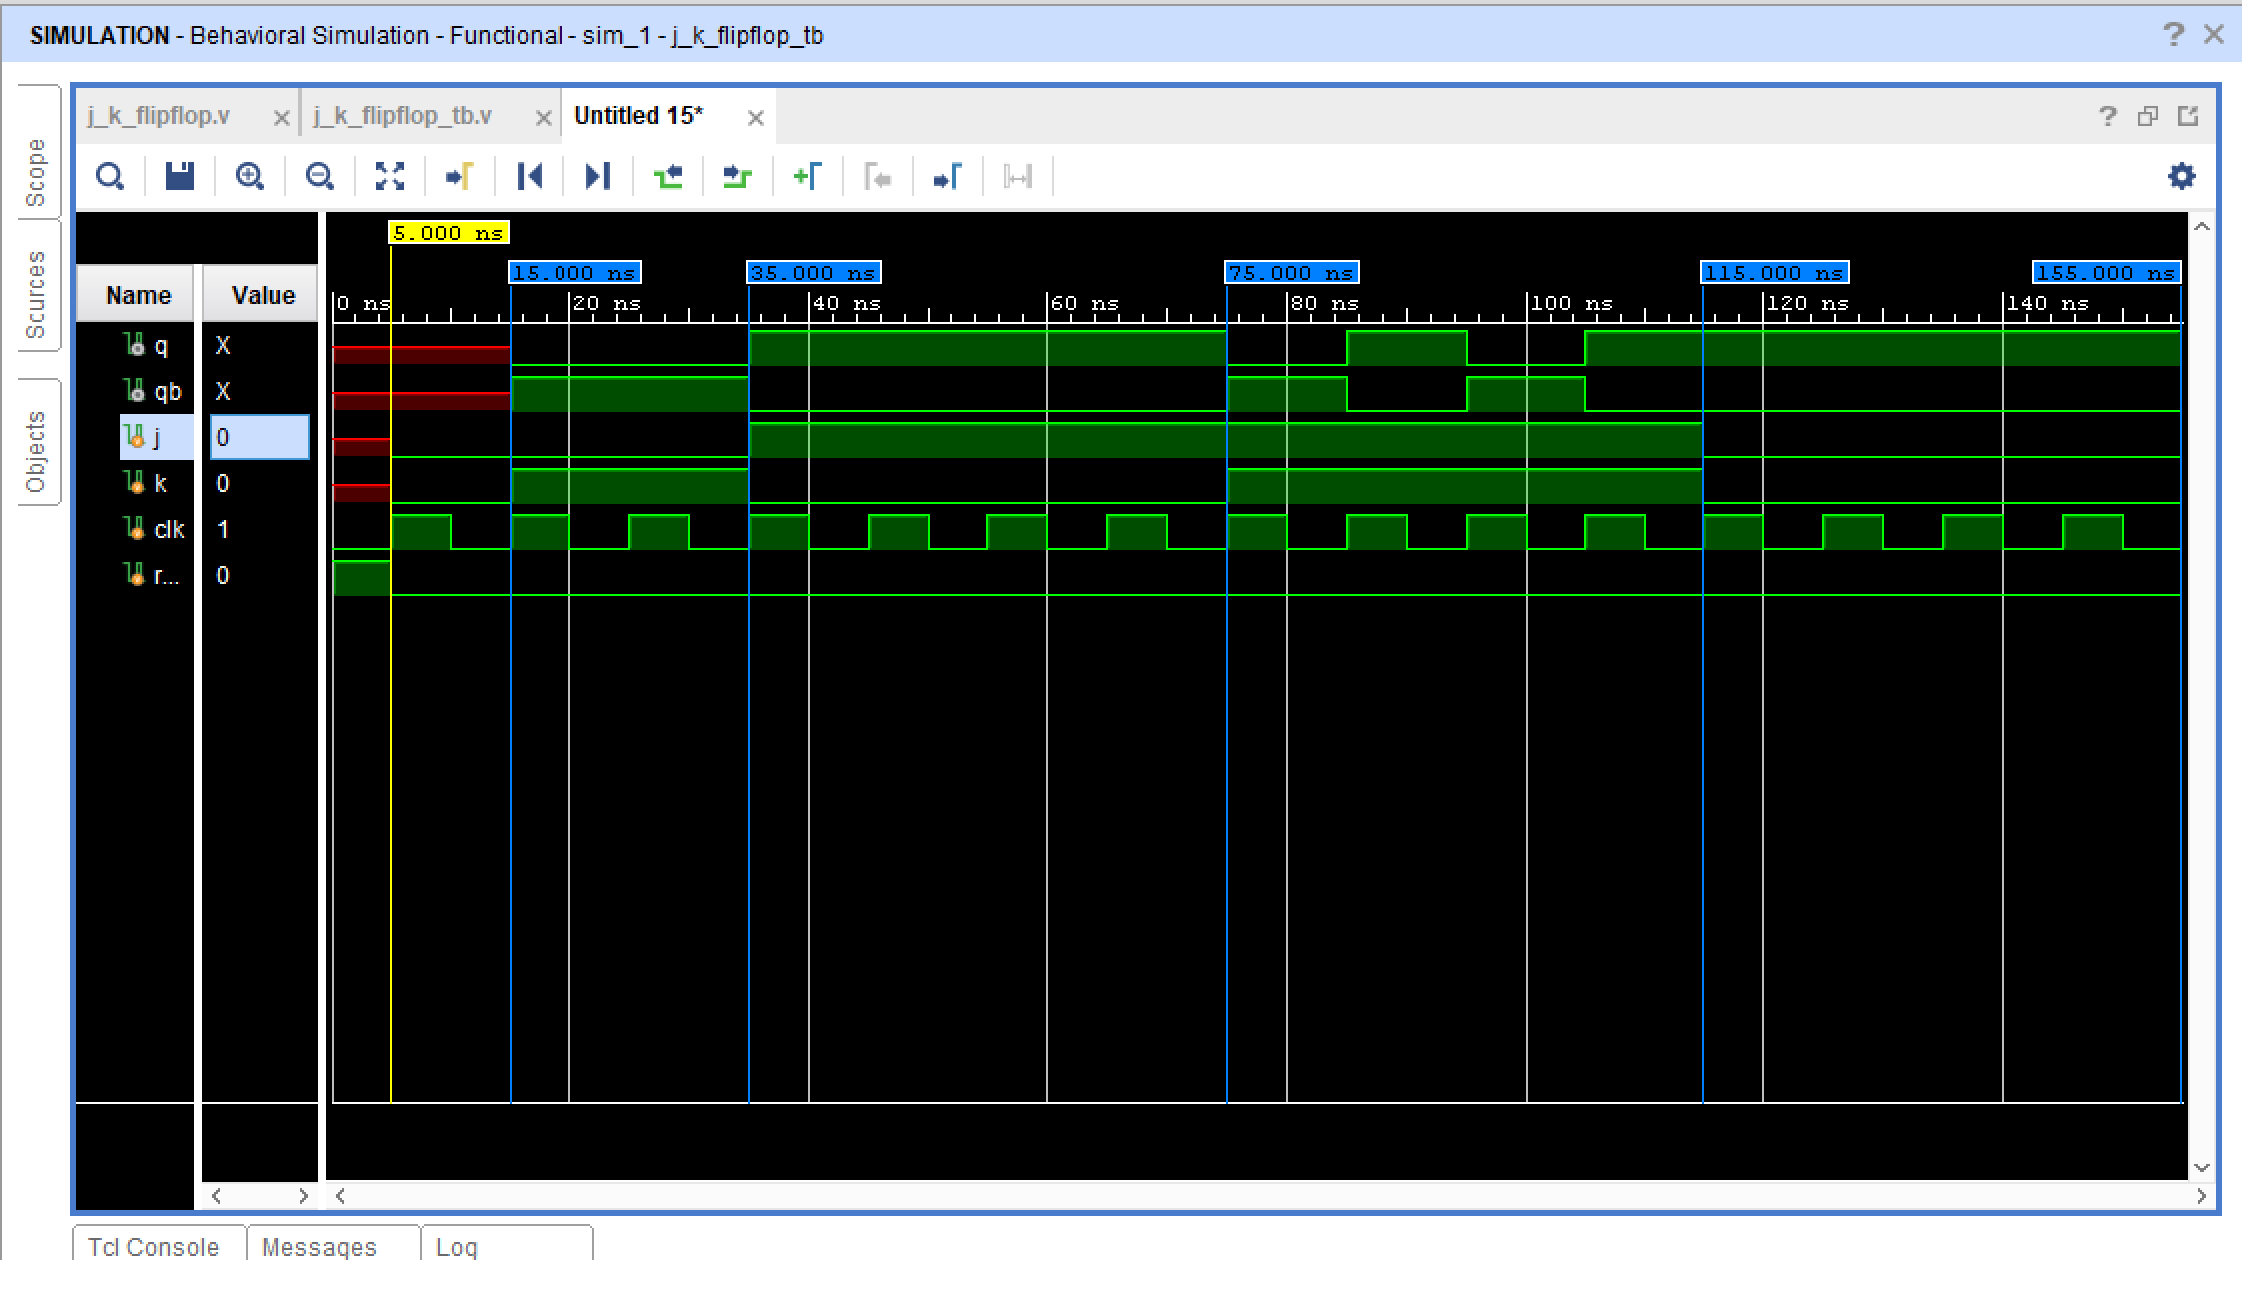 SIMULATION - Behavioral Simulation - Functional - sim_1 - j_k_flipflop_tb
Scope
Sources
Objects
j_k_flipflop.v
j_k_flipflop_tb.v
Untitled 15*
5.000 ns
15.000 ns 35.000 ns 75.000 ns 115.000 ns 155.000 ns
Name Value
0 ns 20 ns 40 ns 60 ns 80 ns 100 ns 120 ns 140 ns
q X
qb X
j 0
k 0
clk 1
r... 0
Tcl Console Messages Log